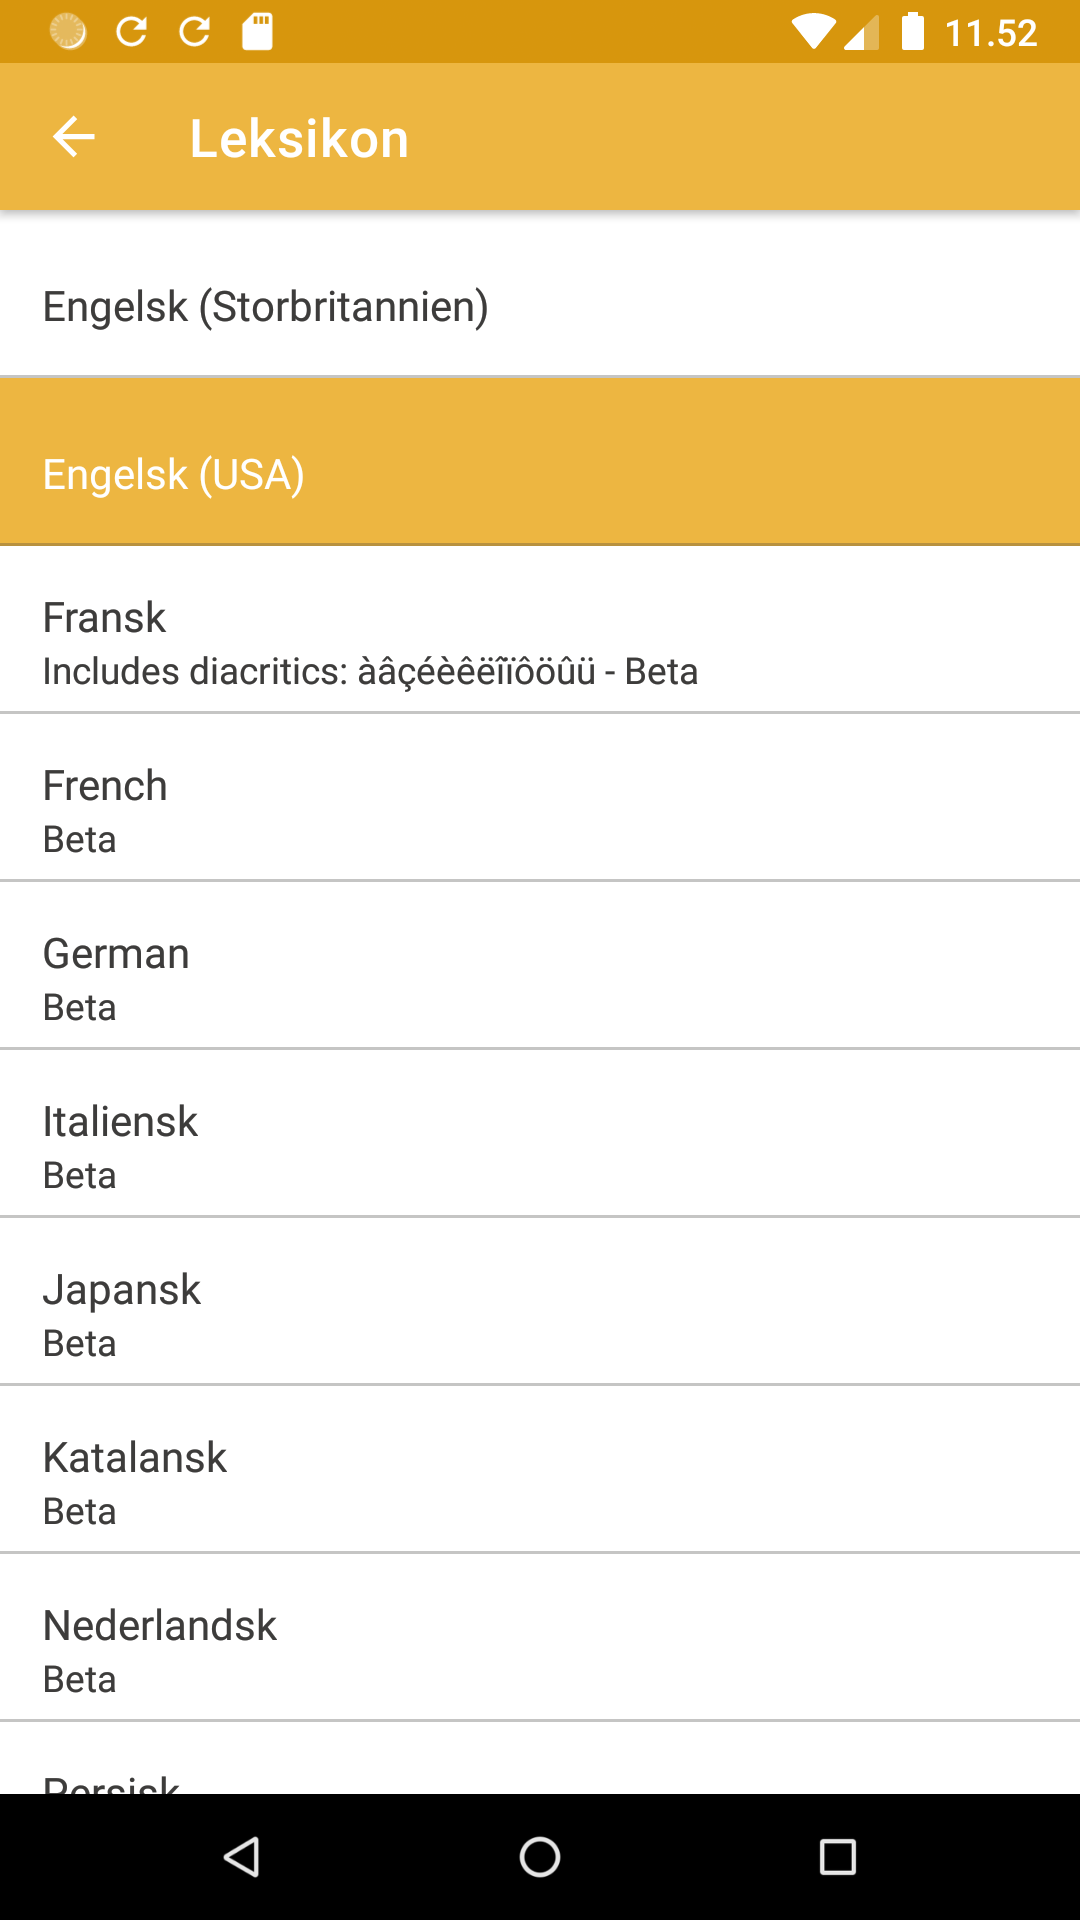 11.52
Leksikon
Engelsk (Storbritannien)
Engelsk (USA)
Fransk
Includes diacritics: àâçéèêëîïôöûü - Beta
French
Beta
German
Beta
Italiensk
Beta
Japansk
Beta
Katalansk
Beta
Nederlandsk
Beta
Persisk